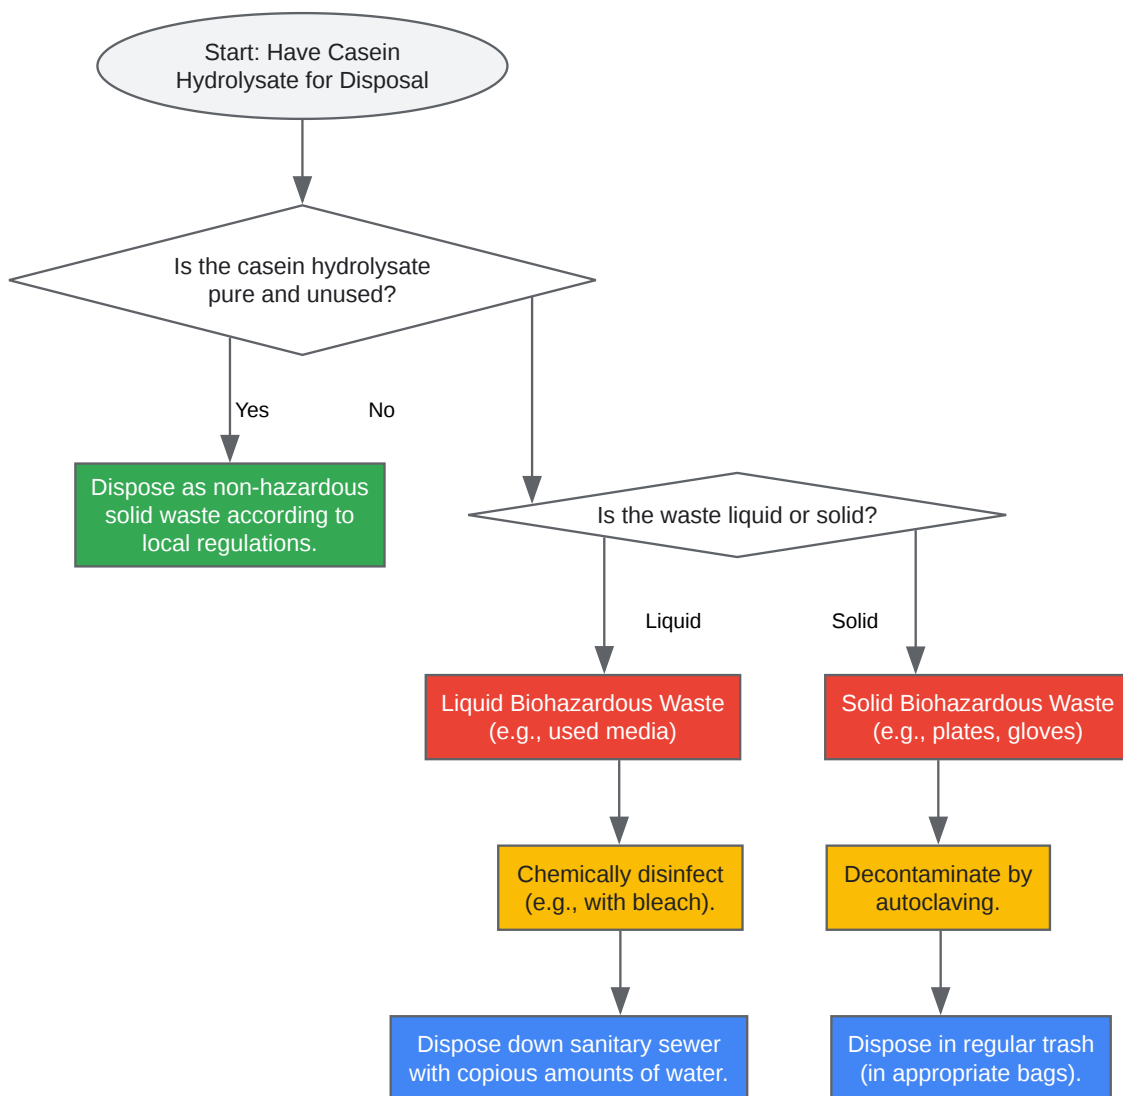 Start: Have Casein
Hydrolysate for Disposal
Is the casein hydrolysate
pure and unused?
Yes
No
Dispose as non-hazardous
solid waste according to
local regulations.
Is the waste liquid or solid?
Liquid
Solid
Liquid Biohazardous Waste
(e.g., used media)
Solid Biohazardous Waste
(e.g., plates, gloves)
Chemically disinfect
(e.g., with bleach).
Decontaminate by
autoclaving.
Dispose down sanitary sewer
with copious amounts of water.
Dispose in regular trash
(in appropriate bags).